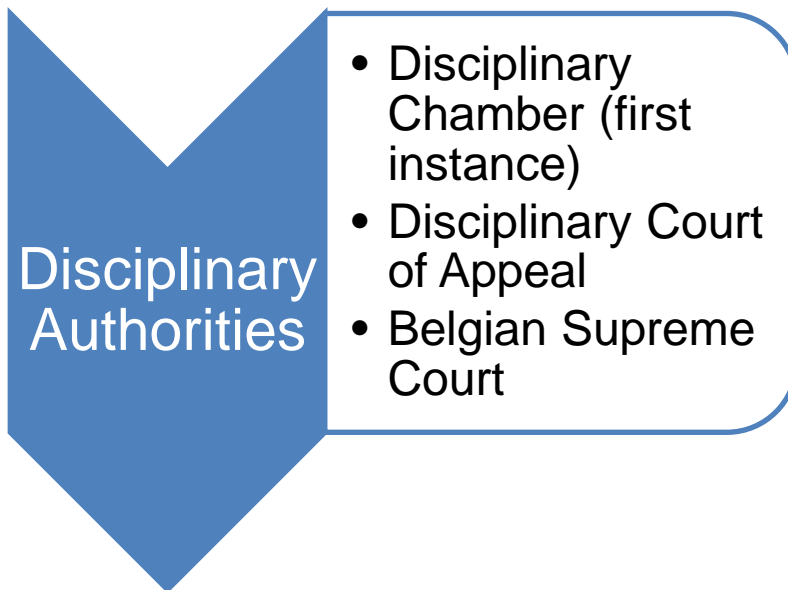 Disciplinary
Authorities
• Disciplinary
Chamber (first
instance)
• Disciplinary Court
of Appeal
• Belgian Supreme
Court